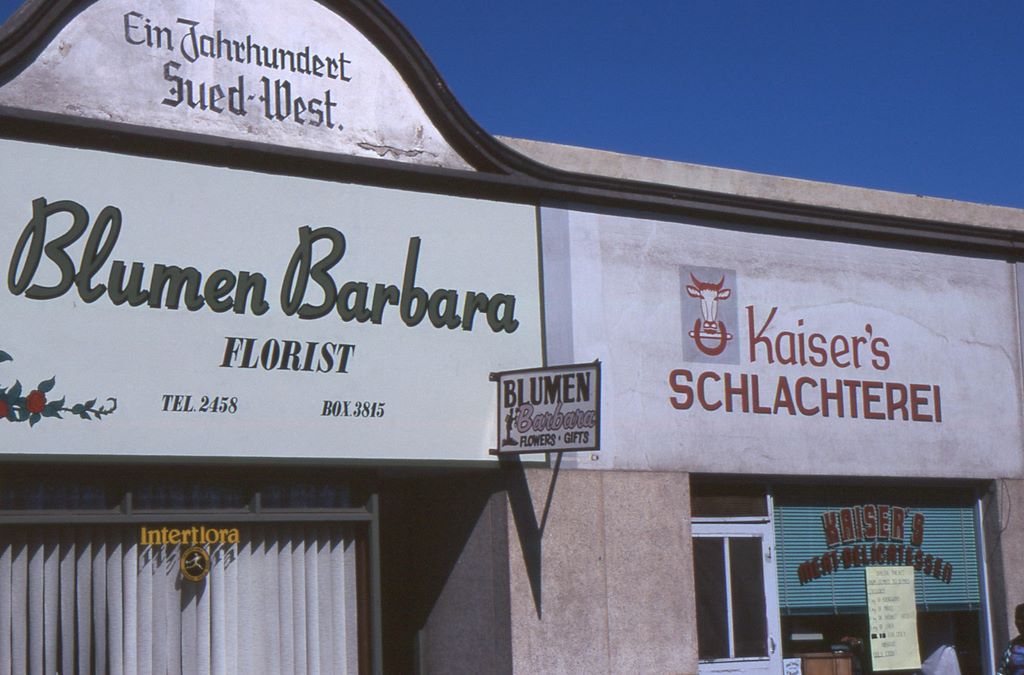 Ein Jahrhundert
Sued-West.
Blumen Barbara
FLORIST
TEL.2458 BOX.3815
BLUMEN
Barbara
FLOWERS · GIFTS
Kaiser's
SCHLACHTEREI
Interflora
KAISER'S
MEAT-DELICATESSEN